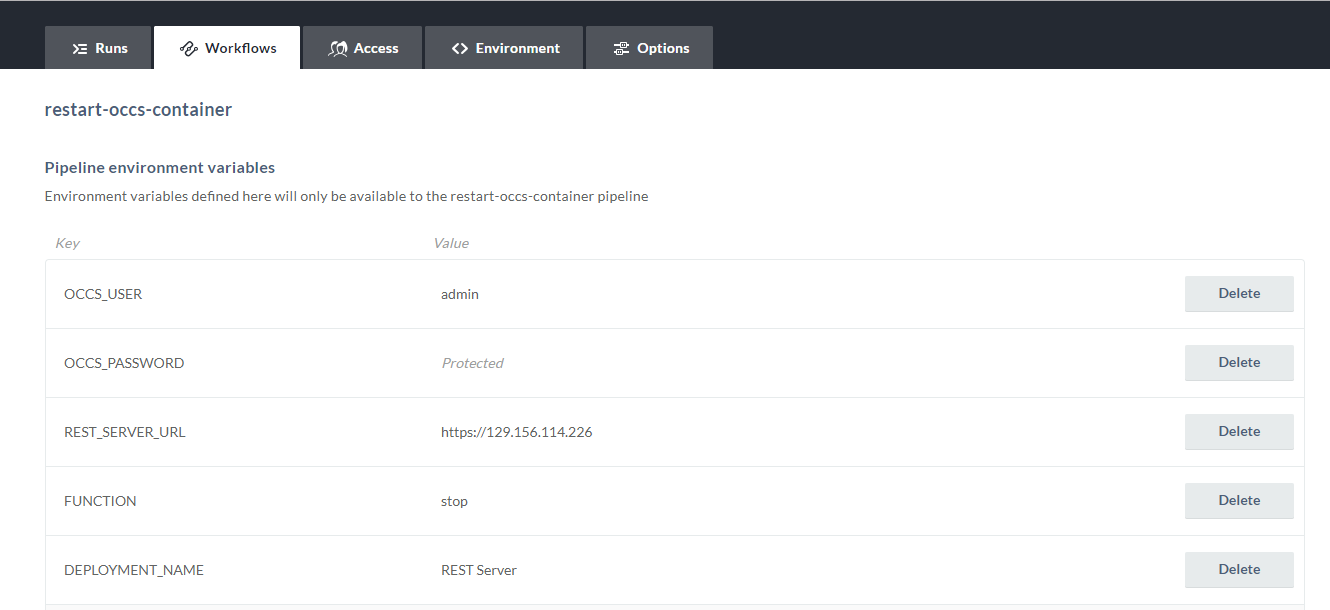 Runs Workflows Access Environment Options
restart-occs-container
Pipeline environment variables
Environment variables defined here will only be available to the restart-occs-container pipeline
Key Value
OCCS_USER admin Delete
OCCS_PASSWORD Protected Delete
REST_SERVER_URL https://129.156.114.226 Delete
FUNCTION stop Delete
DEPLOYMENT_NAME REST Server Delete